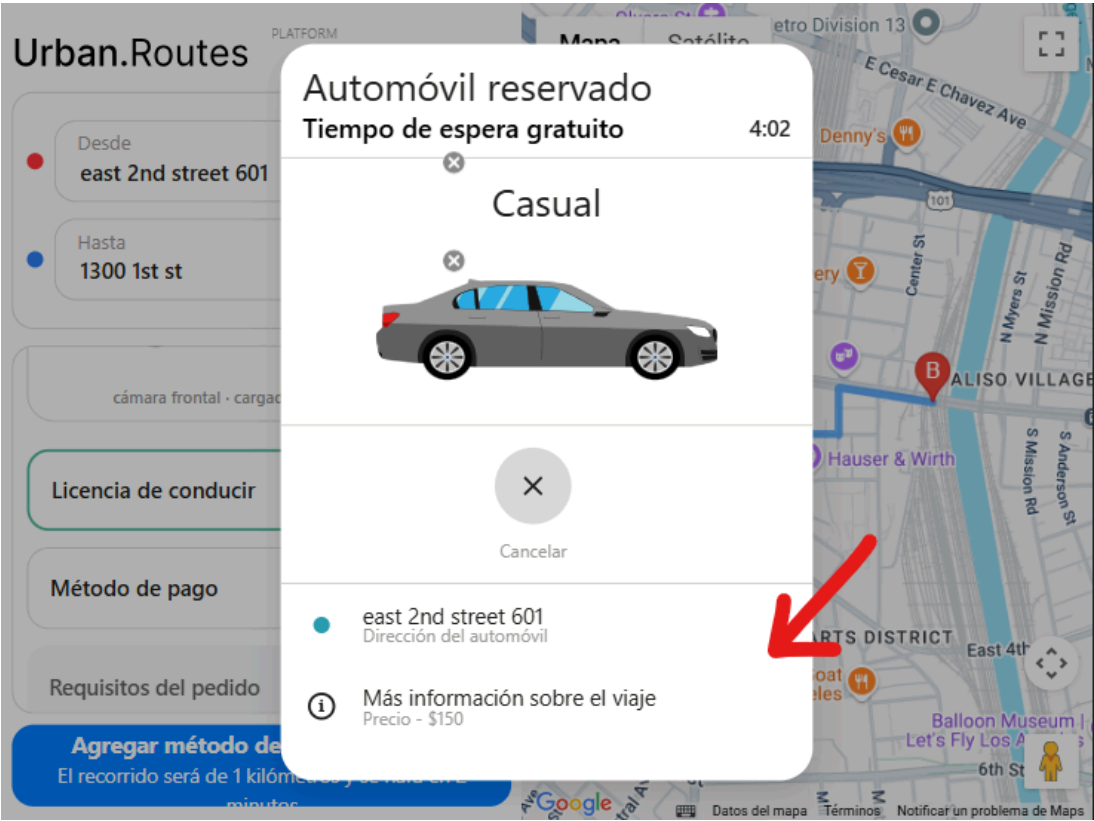 Urban.Routes
PLATFORM
Desde
east 2nd street 601
Hasta
1300 1st st
cámara frontal
Licencia de conducir
Método de pago
Requisitos del pedido
Agregar método de
El recorrido será de 1
minutos
Automóvil reservado
Tiempo de espera gratuito
4:02
Casual
Cancelar
east 2nd street 601
Dirección del automóvil
Más información sobre el viaje
Precio - $150
Mapa
Satélite
Division 13
E Cesar E Chavez Ave
Denny's
101
Center St
N Myers St
N Mission Rd
B
ALISO VILLAGE
Hauser & Wirth
S Mission Rd
S Anderson St
DISTRICT
East 4th
Balloon Museum
Let's Fly Los
6th St
Google
Datos del mapa
Términos
Notificar un problema de Maps